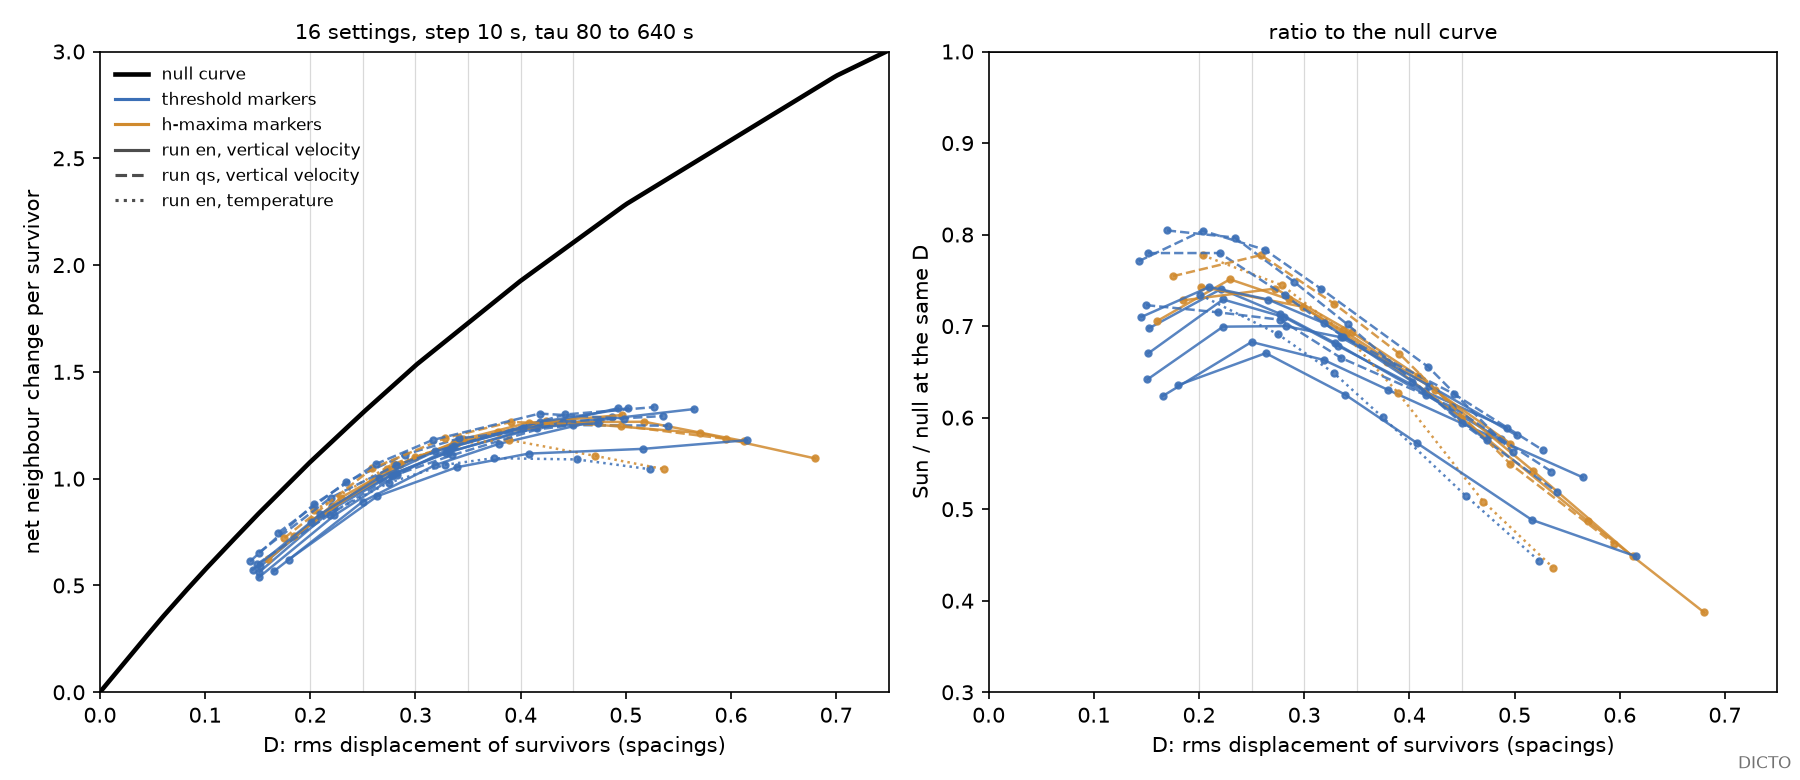 16 settings, step 10 s, tau 80 to 640 s
3.0
2.5
2.0
1.5
1.0
0.5
0.0
net neighbour change per survivor
null curve
threshold markers
h-maxima markers
run en, vertical velocity
run qs, vertical velocity
run en, temperature
0.0 0.1 0.2 0.3 0.4 0.5 0.6 0.7
D: rms displacement of survivors (spacings)
ratio to the null curve
1.0
0.9
0.8
0.7
0.6
0.5
0.4
0.3
Sun / null at the same D
0.0 0.1 0.2 0.3 0.4 0.5 0.6 0.7
D: rms displacement of survivors (spacings)
DICTO